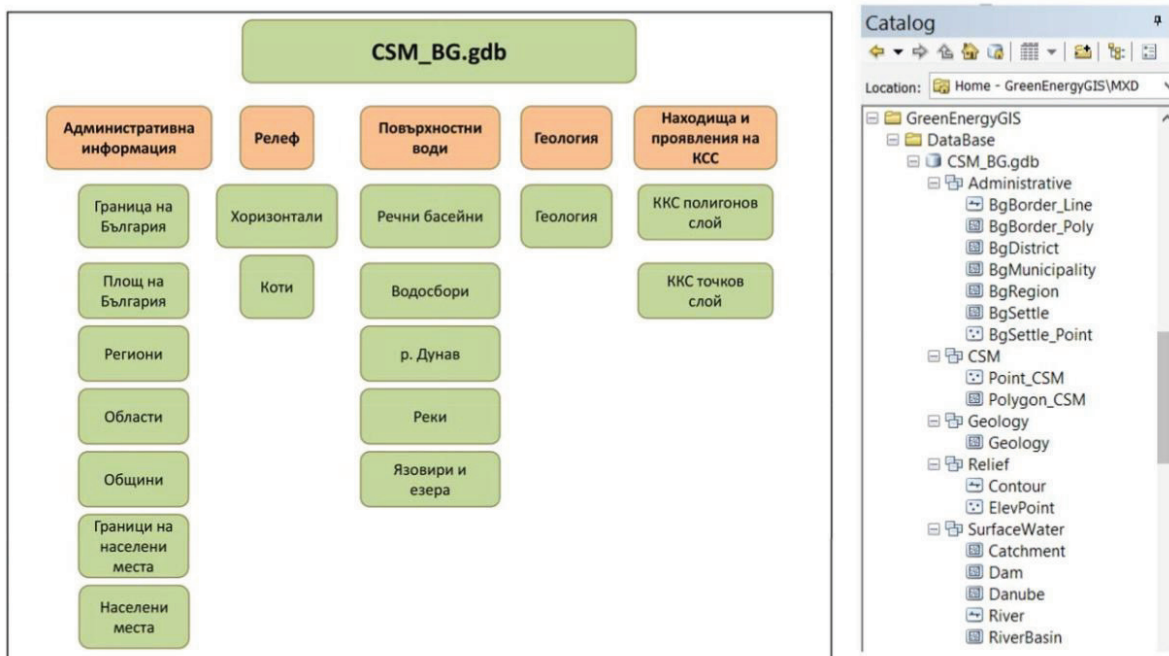 CSM_BG.gdb
Административна
информация
Релеф
Повърхностни
води
Геология
Находища и
проявления на
КСС
Граница на
България
Хоризонтали
Речни басейни
Геология
ККС полигонов
слой
Площ на
България
Коти
Водосбори
ККС точков
слой
Региони
р. Дунав
Области
Реки
Общини
Язовири и
езера
Граници на
населени
места
Населени
места
Catalog
Location: Home - GreenEnergyGIS\MXD
GreenEnergyGIS
DataBase
CSM_BG.gdb
Administrative
BgBorder_Line
BgBorder_Poly
BgDistrict
BgMunicipality
BgRegion
BgSettle
BgSettle_Point
CSM
Point_CSM
Polygon_CSM
Geology
Geology
Relief
Contour
ElevPoint
SurfaceWater
Catchment
Dam
Danube
River
RiverBasin